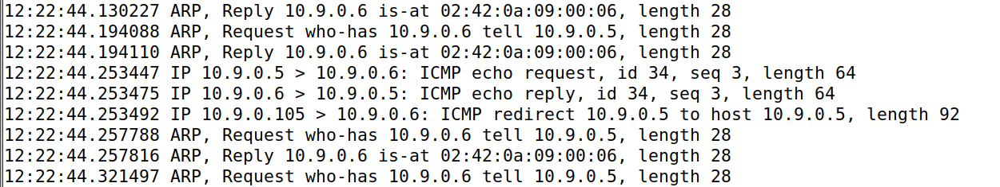 12:22:44.130227 ARP, Reply 10.9.0.6 is-at 02:42:0a:09:00:06, length 28
12:22:44.194088 ARP, Request who-has 10.9.0.6 tell 10.9.0.5, length 28
12:22:44.194110 ARP, Reply 10.9.0.6 is-at 02:42:0a:09:00:06, length 28
12:22:44.253447 IP 10.9.0.5 > 10.9.0.6: ICMP echo request, id 34, seq 3, length 64
12:22:44.253475 IP 10.9.0.6 > 10.9.0.5: ICMP echo reply, id 34, seq 3, length 64
12:22:44.253492 IP 10.9.0.105 > 10.9.0.6: ICMP redirect 10.9.0.5 to host 10.9.0.5, length 92
12:22:44.257788 ARP, Request who-has 10.9.0.6 tell 10.9.0.5, length 28
12:22:44.257816 ARP, Reply 10.9.0.6 is-at 02:42:0a:09:00:06, length 28
12:22:44.321497 ARP, Request who-has 10.9.0.6 tell 10.9.0.5, length 28